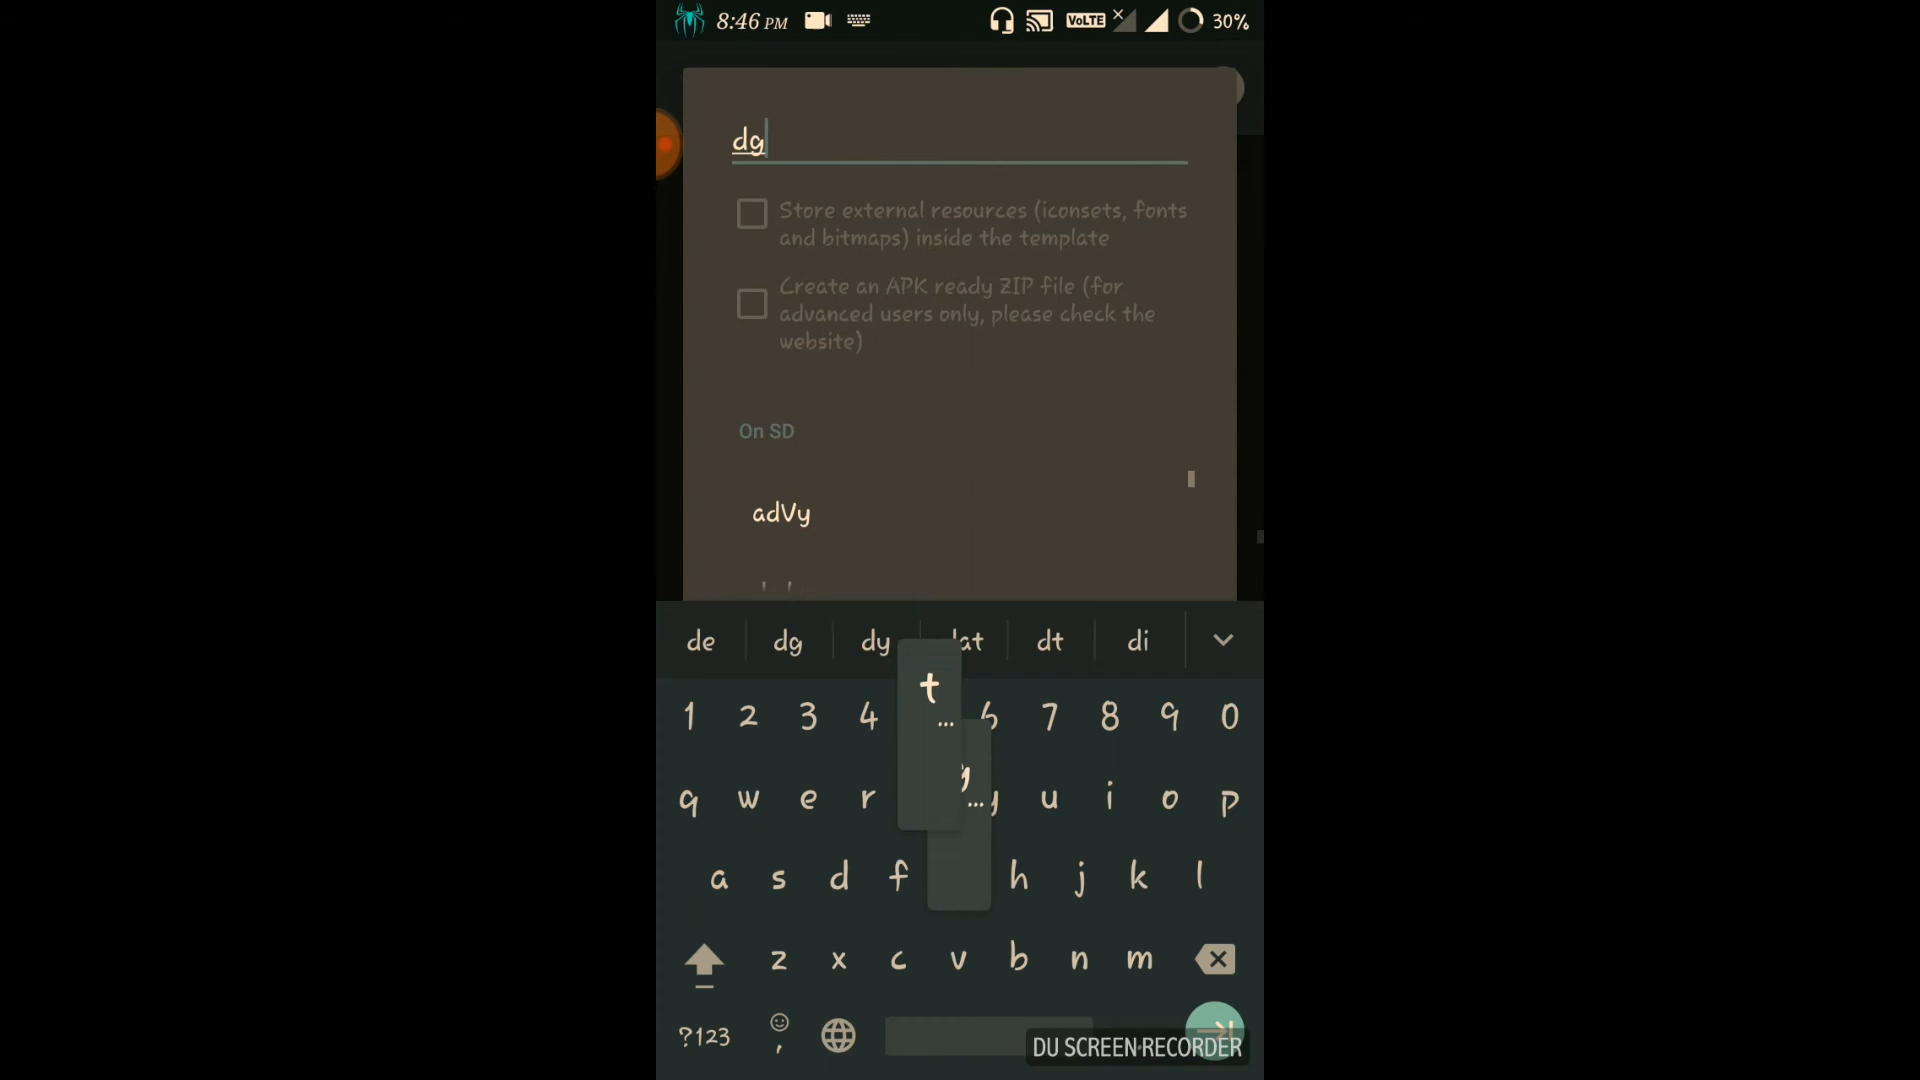 8:46 PM VoLTE 30%
dg
Store external resources (iconsets, fonts
and bitmaps) inside the template
Create an APK ready ZIP file (for
advanced users only, please check the
website)
On SD
adVy
de dg dy dt di
t
...
1 2 3 4 6 7 8 9 0
...
q w e r y u i o p
a s d f h j k l
z x c v b n m
?123 ,
DU SCREEN RECORDER